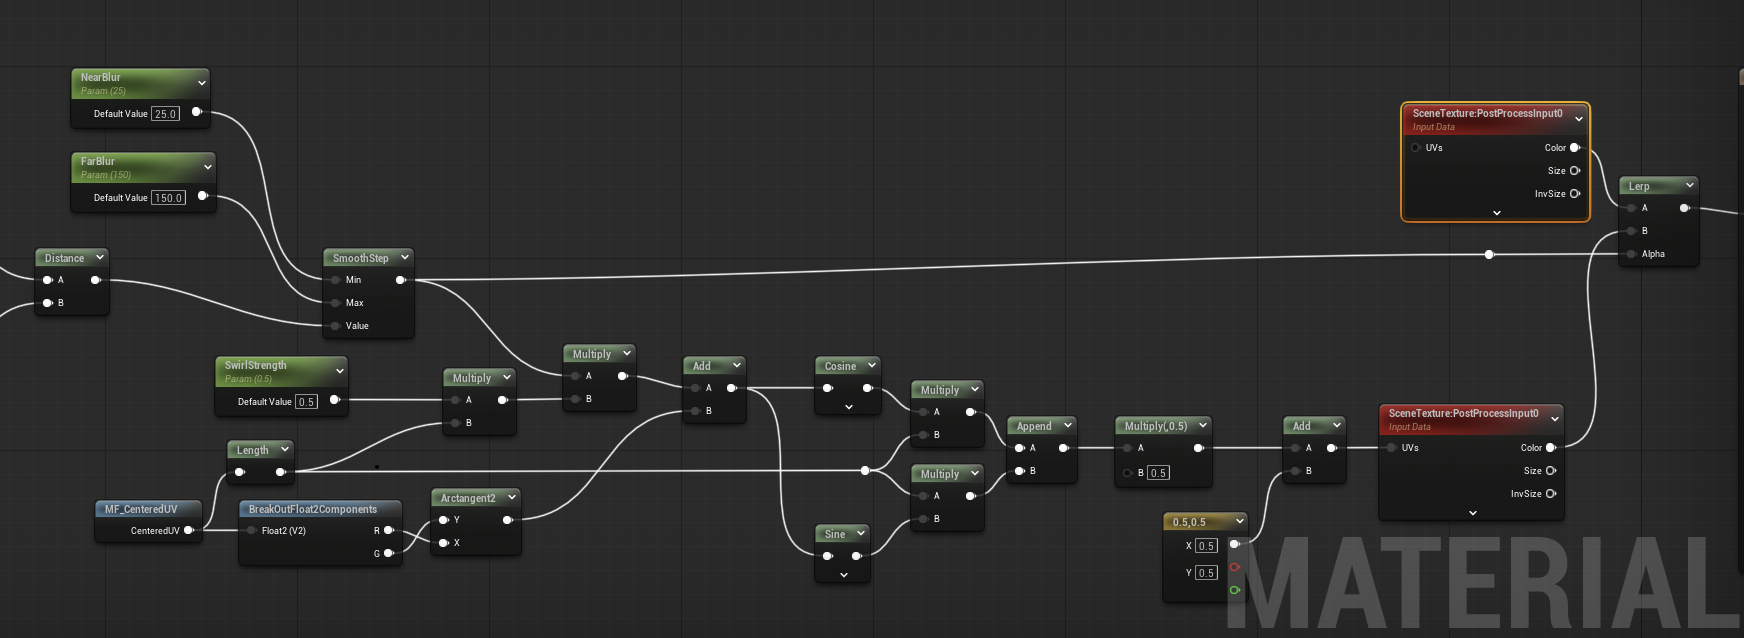 NearBlur
Param (25)
Default Value 25.0
FarBlur
Param (150)
Default Value 150.0
Distance
A
B
SmoothStep
Min
Max
Value
SwirlStrength
Param (0.5)
Default Value 0.5
Length
MF_CenteredUV
CenteredUV
BreakOutFloat2Components
Float2 (V2) R
G
Arctangent2
Y
X
Multiply
A
B
Multiply
A
B
Add
A
B
Cosine
Sine
Multiply
A
B
Multiply
A
B
Append
A
B
Multiply(,0.5)
A
B 0.5
0.5,0.5
X 0.5
Y 0.5
Add
A
B
SceneTexture:PostProcessInput0
Input Data
UVs Color
Size
InvSize
SceneTexture:PostProcessInput0
Input Data
UVs Color
Size
InvSize
Lerp
A
B
Alpha
MATERIAL